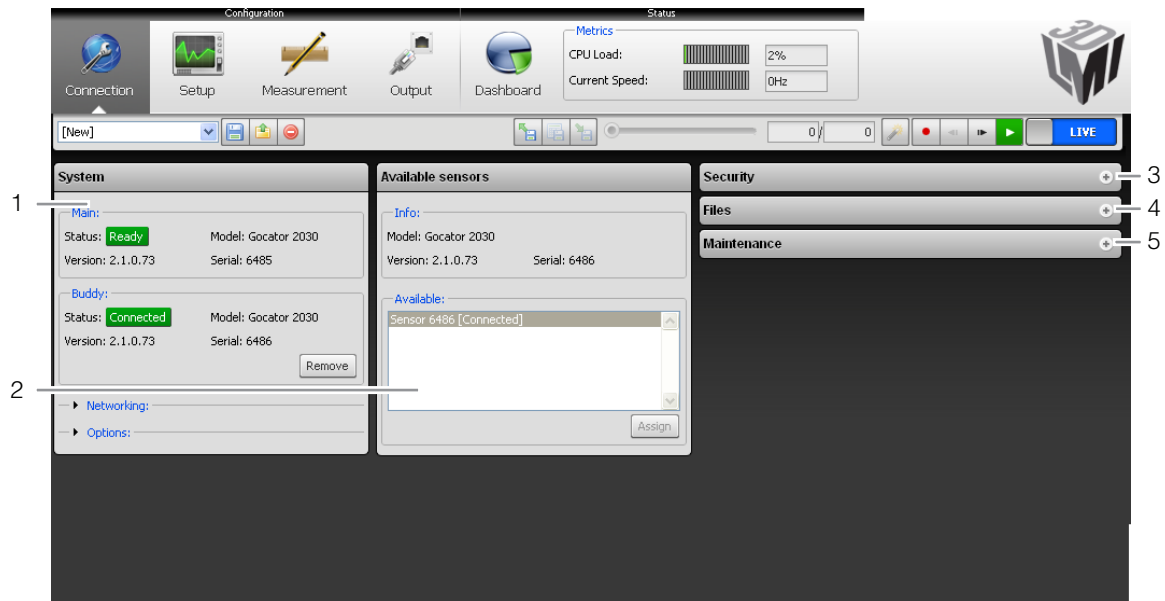 Configuration
Status
Connection
Setup
Measurement
Output
Dashboard
Metrics
CPU Load:
2%
Current Speed:
0Hz
3D
LMI
[New]
0/
0
LIVE
System
Main:
Status: Ready
Model: Gocator 2030
Version: 2.1.0.73
Serial: 6485
Buddy:
Status: Connected
Model: Gocator 2030
Version: 2.1.0.73
Serial: 6486
Remove
Networking:
Options:
Available sensors
Info:
Model: Gocator 2030
Version: 2.1.0.73
Serial: 6486
Available:
Sensor 6486 [Connected]
Assign
Security
Files
Maintenance
1
2
3
4
5